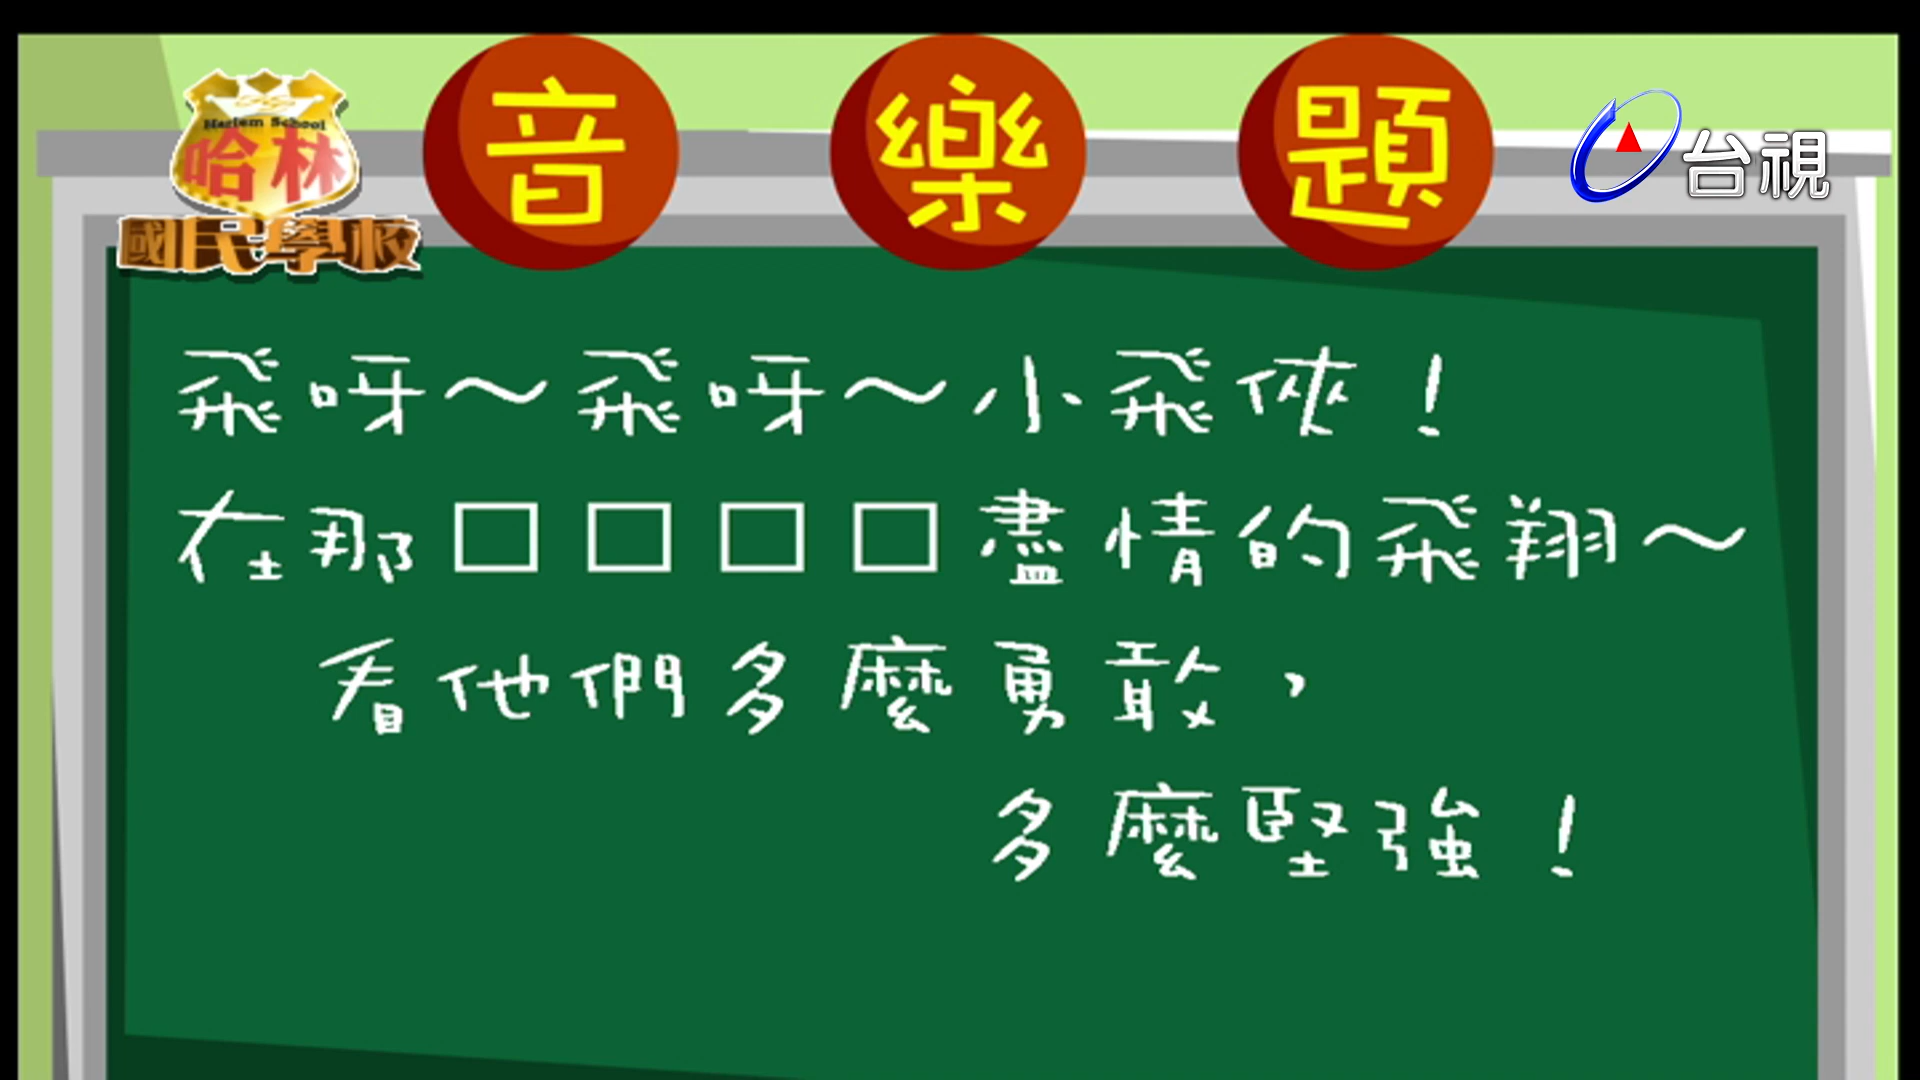 Harlem School
哈林
國民學校
音樂題
台視
飛呀～飛呀～小飛俠！
在那□□□□盡情的飛翔～
看他們多麼勇敢，
多麼堅強！